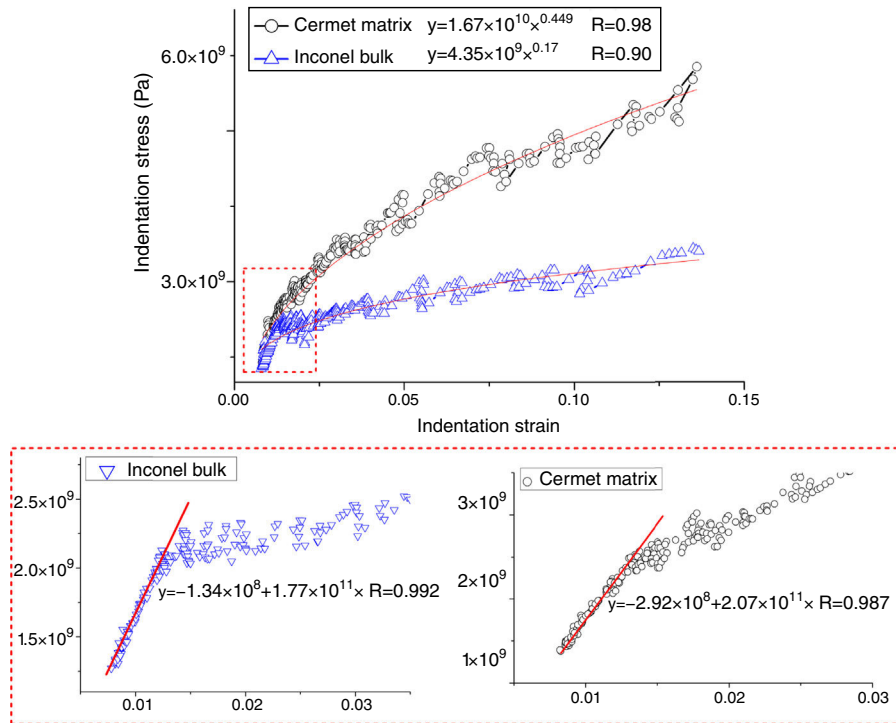 Cermet matrix y=1.67×10^10×^0.449 R=0.98
Inconel bulk y=4.35×10^9×^0.17 R=0.90
6.0×10^9
3.0×10^9
Indentation stress (Pa)
0.00 0.05 0.10 0.15
Indentation strain
Inconel bulk
2.5×10^9
2.0×10^9
1.5×10^9
y=−1.34×10^8+1.77×10^11× R=0.992
0.01 0.02 0.03
Cermet matrix
3×10^9
2×10^9
1×10^9
y=−2.92×10^8+2.07×10^11× R=0.987
0.01 0.02 0.03